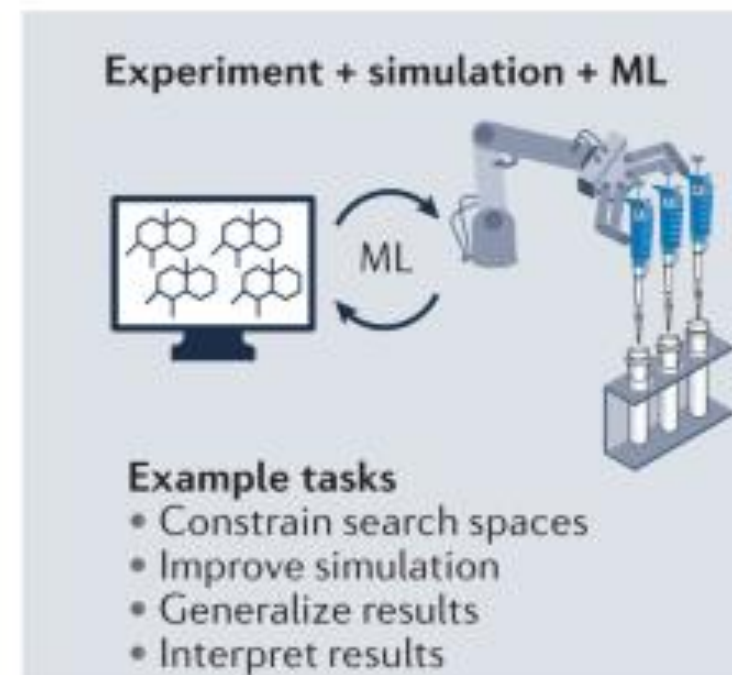 Experiment + simulation + ML
ML
Example tasks
• Constrain search spaces
• Improve simulation
• Generalize results
• Interpret results